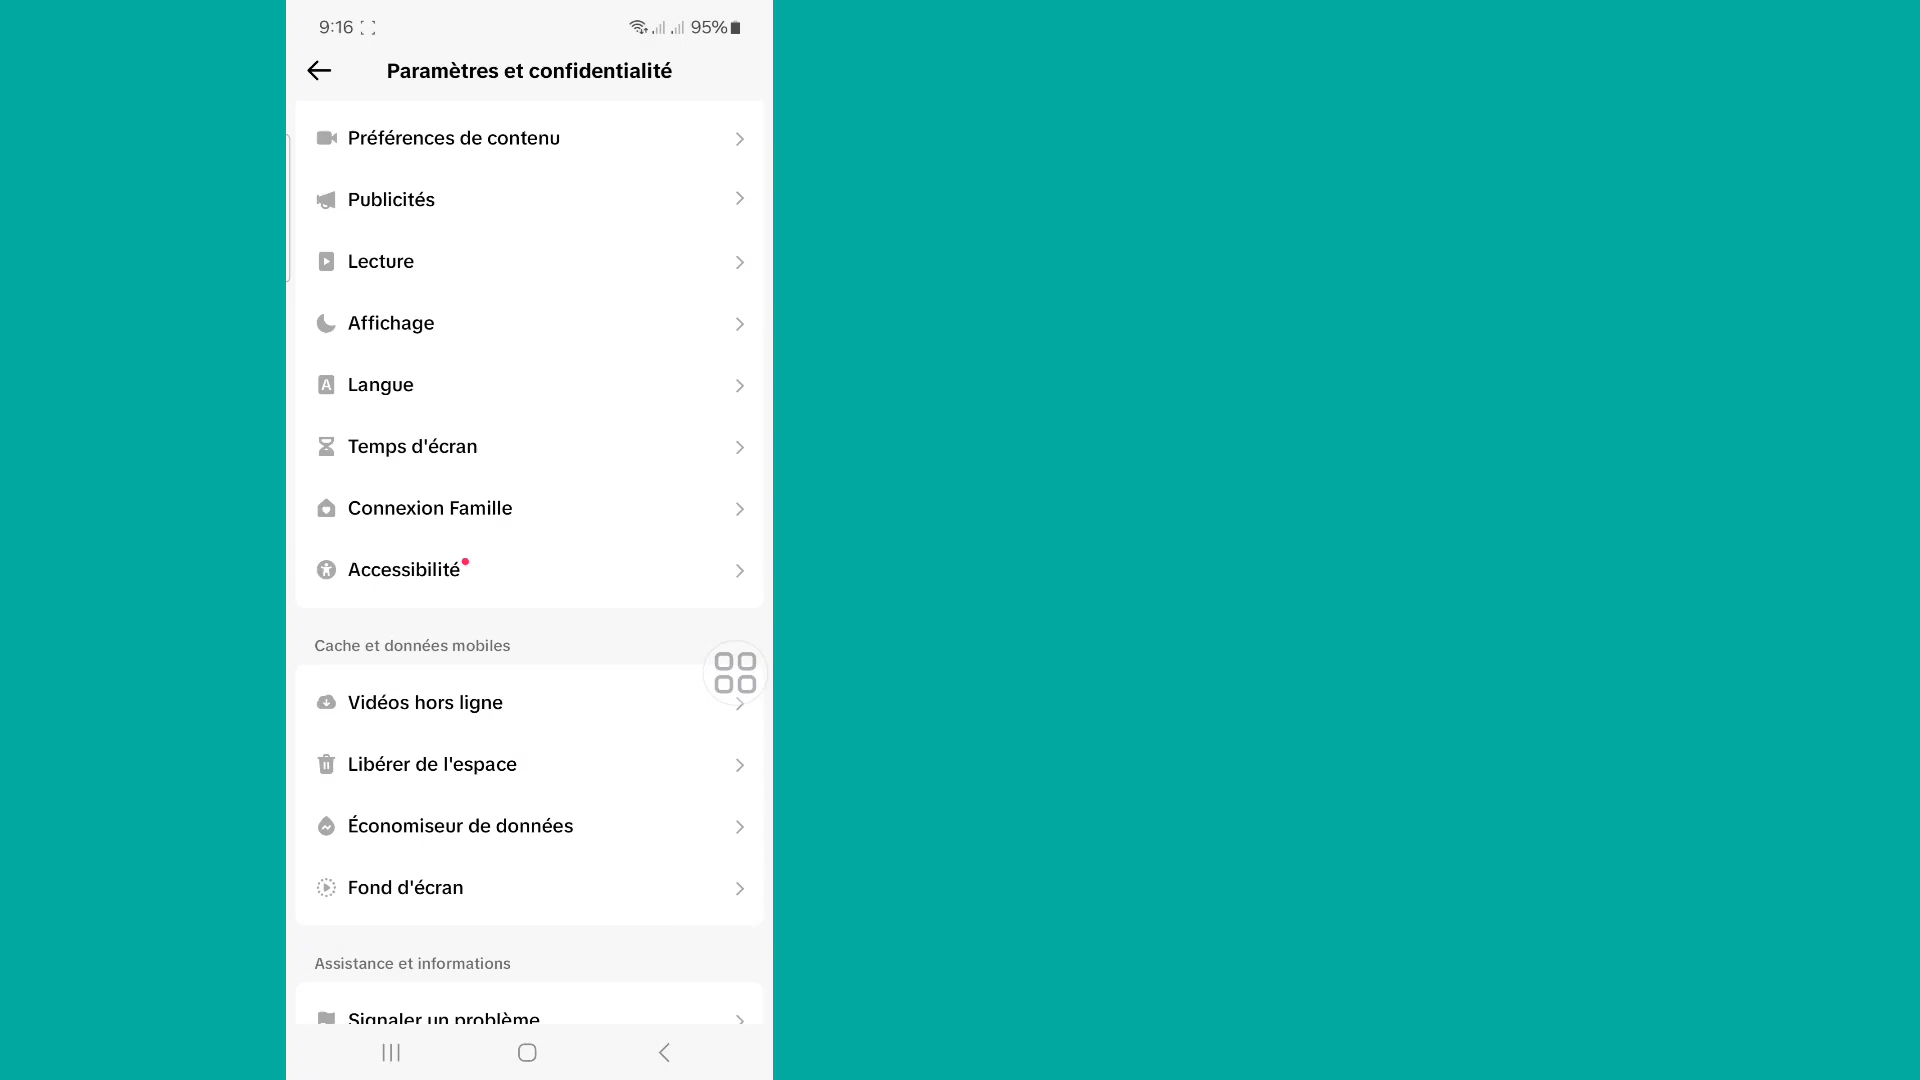 9:16 95%
Paramètres et confidentialité
Préférences de contenu
Publicités
Lecture
Affichage
Langue
Temps d'écran
Connexion Famille
Accessibilité
Cache et données mobiles
Vidéos hors ligne
Libérer de l'espace
Économiseur de données
Fond d'écran
Assistance et informations
Signaler un problème